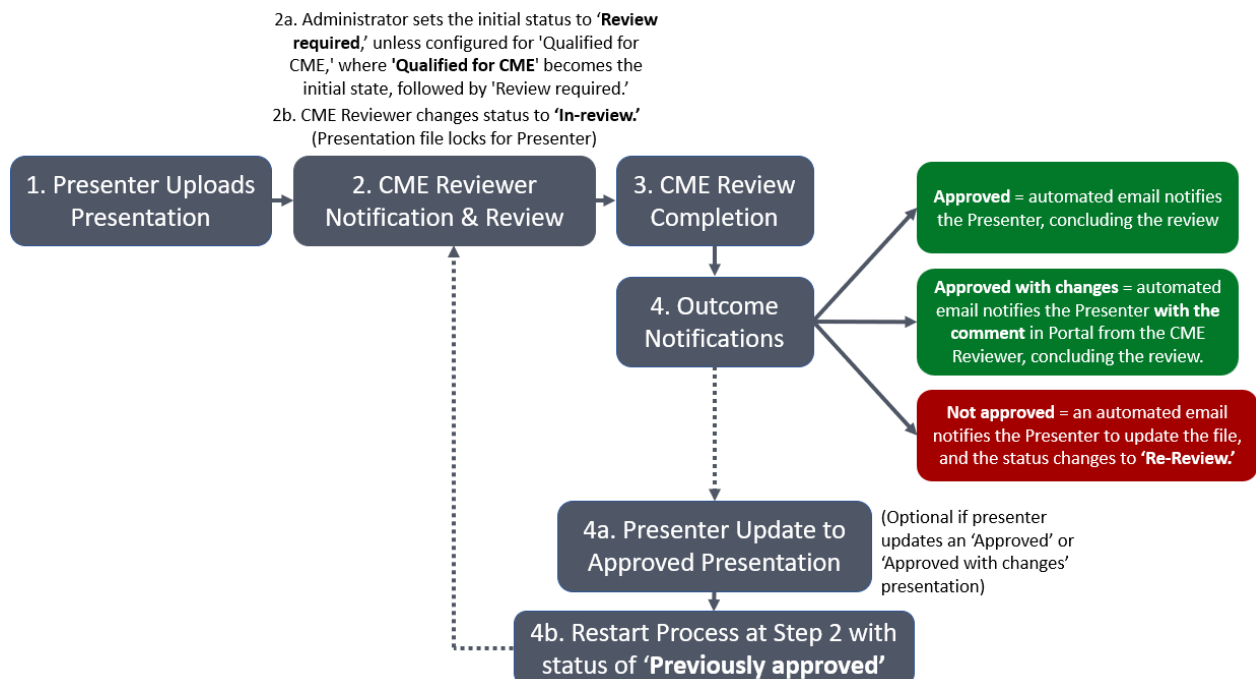 2a. Administrator sets the initial status to ‘Review
required,’ unless configured for 'Qualified for
CME,' where 'Qualified for CME' becomes the
initial state, followed by 'Review required.’
2b. CME Reviewer changes status to ‘In-review.’
(Presentation file locks for Presenter)
1. Presenter Uploads
Presentation
2. CME Reviewer
Notification & Review
3. CME Review
Completion
Approved = automated email notifies
the Presenter, concluding the review
4. Outcome
Notifications
Approved with changes = automated
email notifies the Presenter with the
comment in Portal from the CME
Reviewer, concluding the review.
Not approved = an automated email
notifies the Presenter to update the file,
and the status changes to ‘Re-Review.’
4a. Presenter Update to
Approved Presentation
(Optional if presenter
updates an ‘Approved’ or
‘Approved with changes’
presentation)
4b. Restart Process at Step 2 with
status of ‘Previously approved’